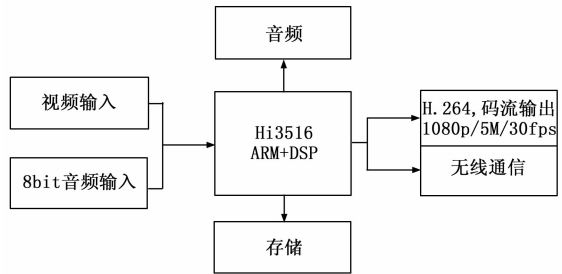 音频
视频输入
8bit音频输入
Hi3516
ARM+DSP
H.264,码流输出
1080p/5M/30fps
无线通信
存储